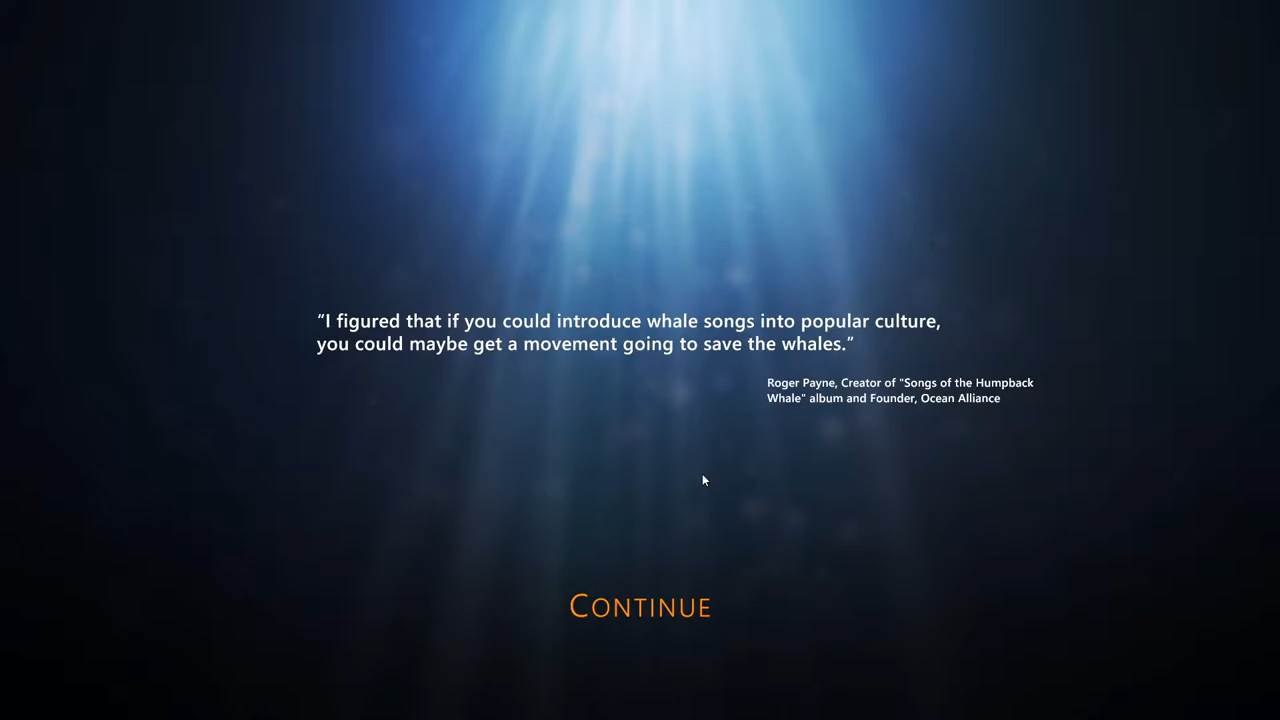 “I figured that if you could introduce whale songs into popular culture,
you could maybe get a movement going to save the whales.”
Roger Payne, Creator of "Songs of the Humpback
Whale" album and Founder, Ocean Alliance
CONTINUE